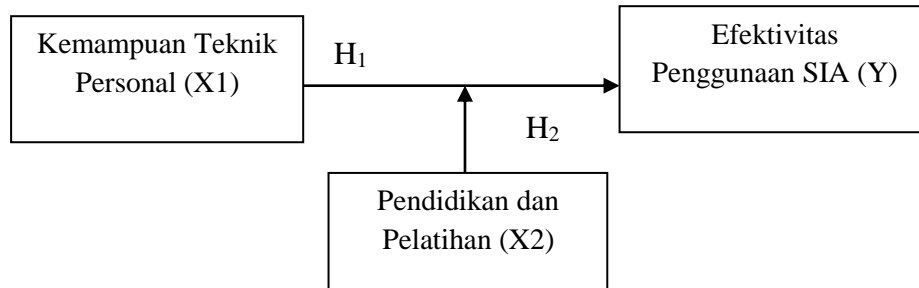 Kemampuan Teknik
Personal (X1)
H₁
Efektivitas
Penggunaan SIA (Y)
H₂
Pendidikan dan
Pelatihan (X2)